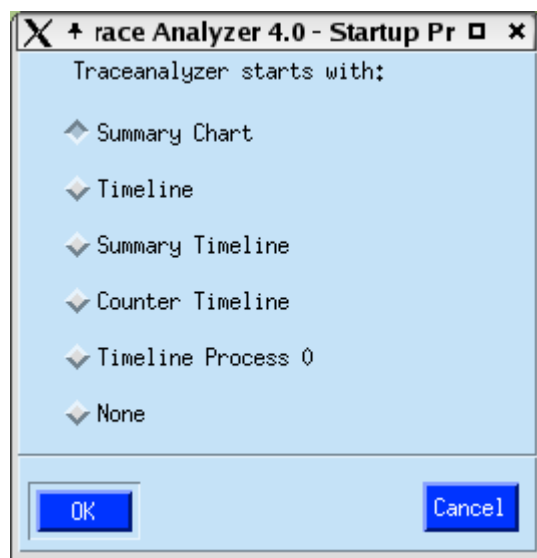 race Analyzer 4.0 - Startup Pr
Traceanalyzer starts with:
Summary Chart
Timeline
Summary Timeline
Counter Timeline
Timeline Process 0
None
OK
Cancel